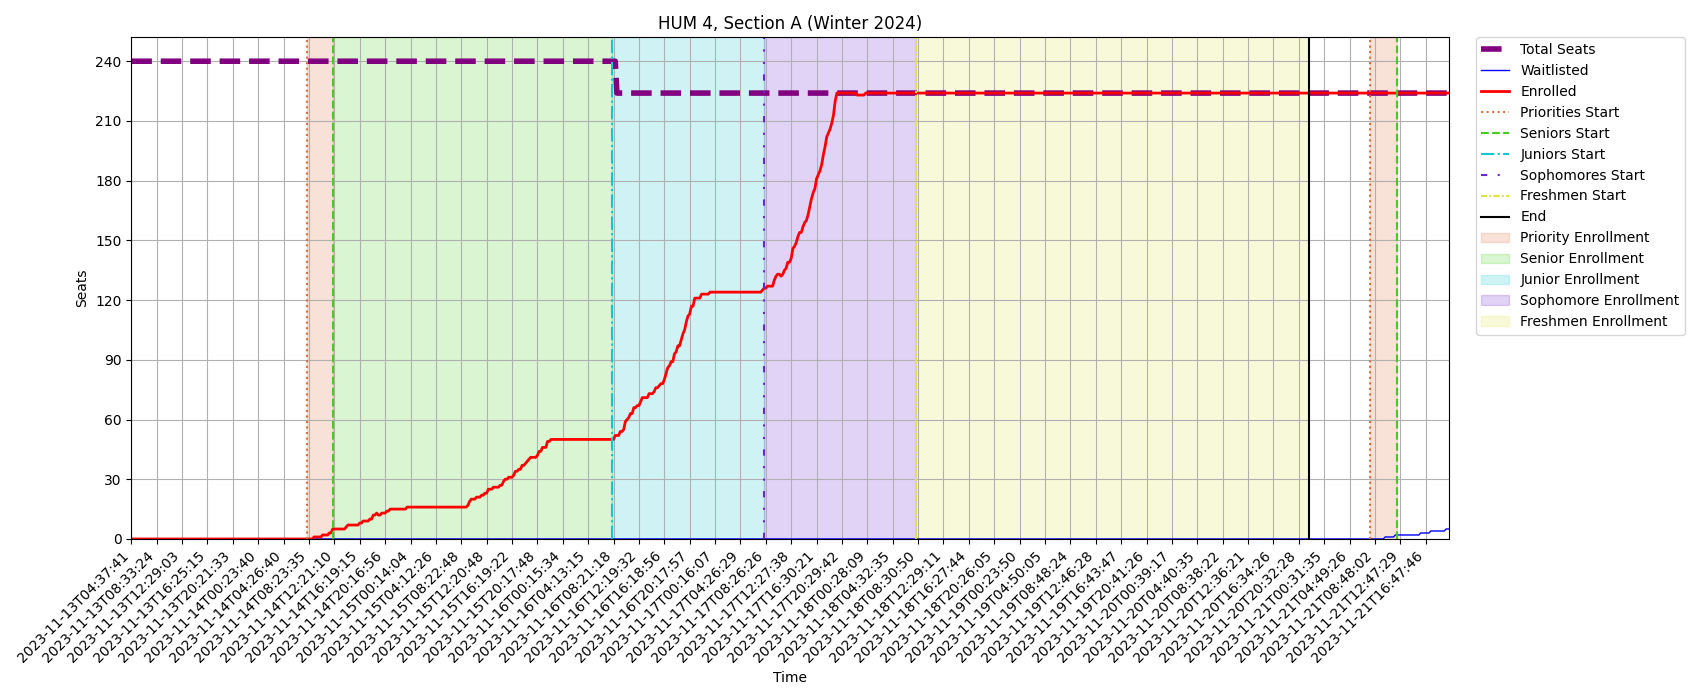 HUM 4, Section A (Winter 2024)
Seats
240
210
180
150
120
90
60
30
0
2023-11-13T04:37:41
2023-11-13T08:33:24
2023-11-13T12:29:03
2023-11-13T16:25:15
2023-11-13T20:21:33
2023-11-14T00:23:40
2023-11-14T04:26:40
2023-11-14T08:23:35
2023-11-14T12:21:10
2023-11-14T16:19:15
2023-11-14T20:16:56
2023-11-15T00:14:04
2023-11-15T04:12:26
2023-11-15T08:22:48
2023-11-15T12:20:48
2023-11-15T16:19:22
2023-11-15T20:17:48
2023-11-16T00:15:34
2023-11-16T04:13:15
2023-11-16T08:21:18
2023-11-16T12:19:32
2023-11-16T16:18:56
2023-11-16T20:17:57
2023-11-17T00:16:07
2023-11-17T04:26:29
2023-11-17T08:26:26
2023-11-17T12:27:38
2023-11-17T16:30:21
2023-11-17T20:29:42
2023-11-18T00:28:09
2023-11-18T04:32:35
2023-11-18T08:30:50
2023-11-18T12:29:11
2023-11-18T16:27:44
2023-11-18T20:26:05
2023-11-19T00:23:50
2023-11-19T04:50:05
2023-11-19T08:48:24
2023-11-19T12:46:28
2023-11-19T16:43:47
2023-11-19T20:41:26
2023-11-20T00:39:17
2023-11-20T04:40:35
2023-11-20T08:38:22
2023-11-20T12:36:21
2023-11-20T16:34:26
2023-11-20T20:32:28
2023-11-21T00:31:35
2023-11-21T04:49:26
2023-11-21T08:48:02
2023-11-21T12:47:29
2023-11-21T16:47:46
Time
Total Seats
Waitlisted
Enrolled
Priorities Start
Seniors Start
Juniors Start
Sophomores Start
Freshmen Start
End
Priority Enrollment
Senior Enrollment
Junior Enrollment
Sophomore Enrollment
Freshmen Enrollment